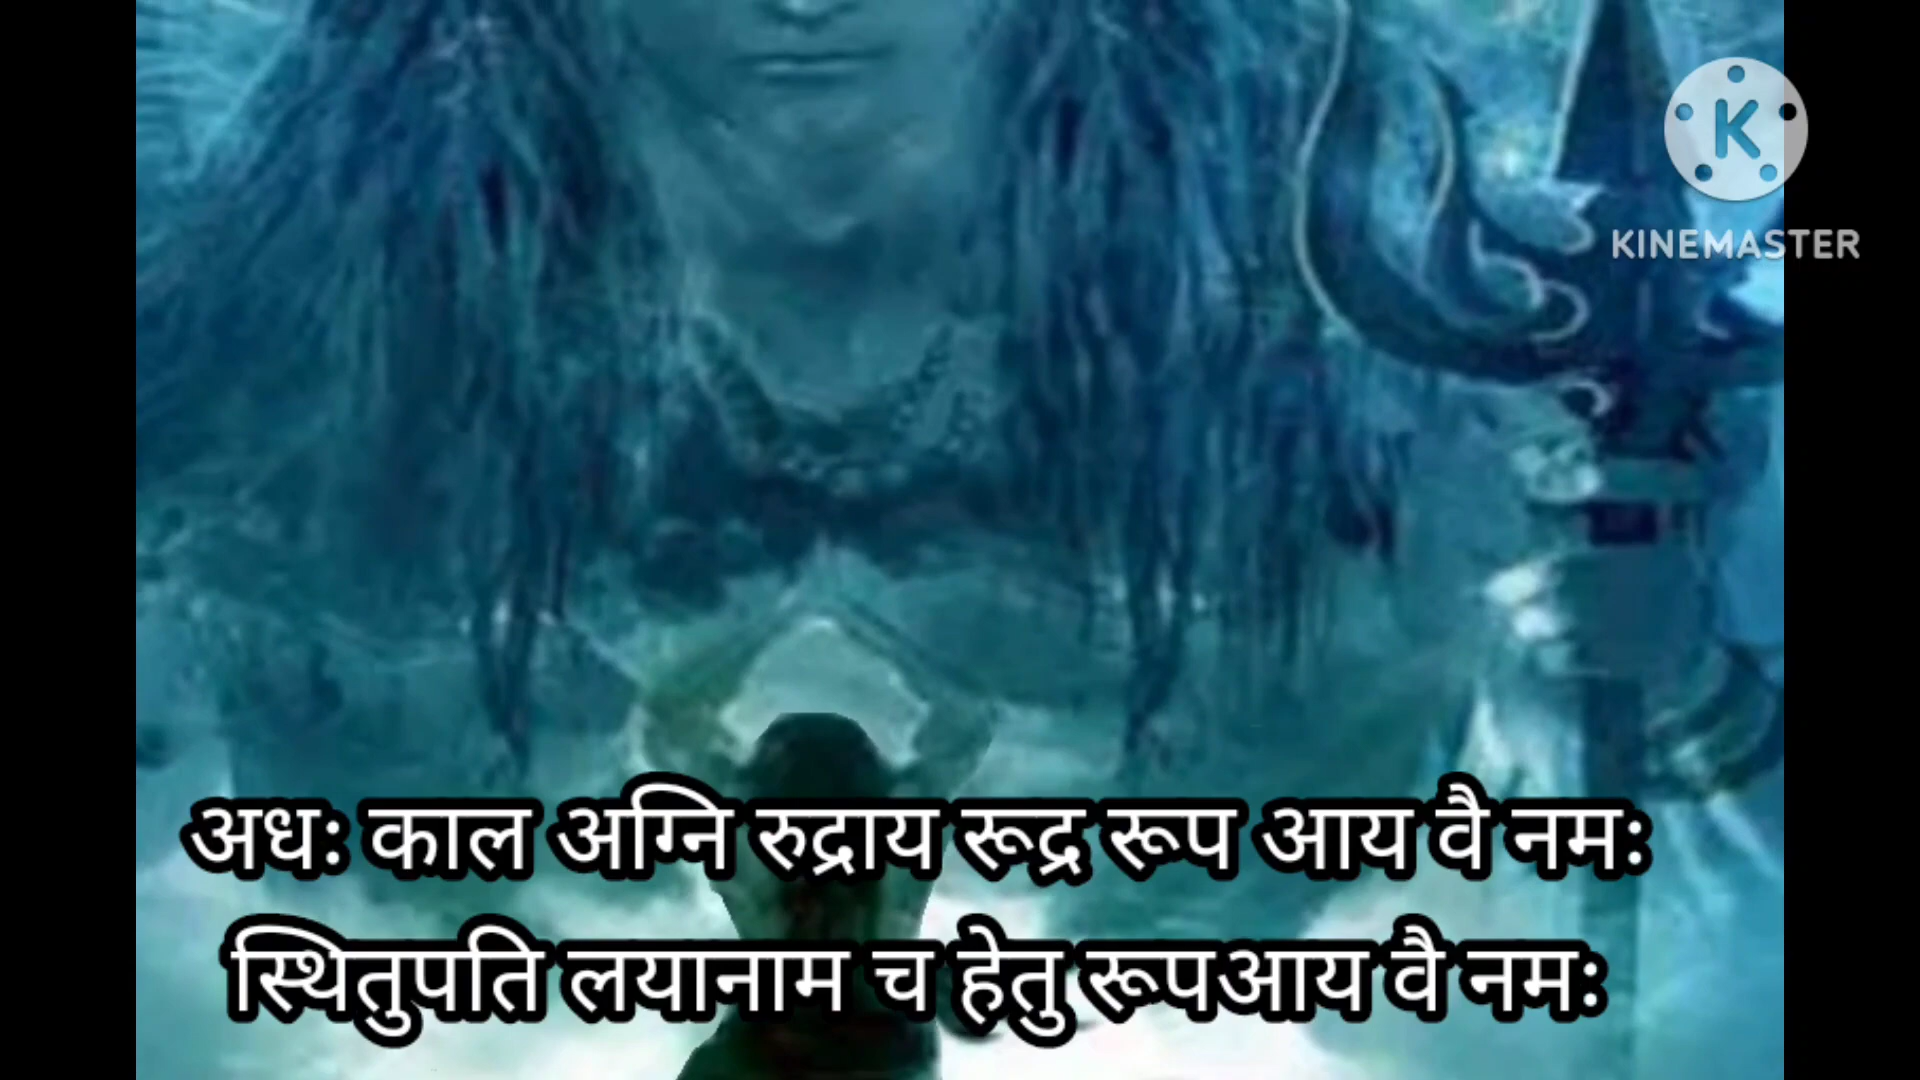 KINEMASTER
अधः काल अग्नि रुद्राय रूद्र रूप आय वै नमः
स्थितुपति लयानाम च हेतु रूपआय वै नमः